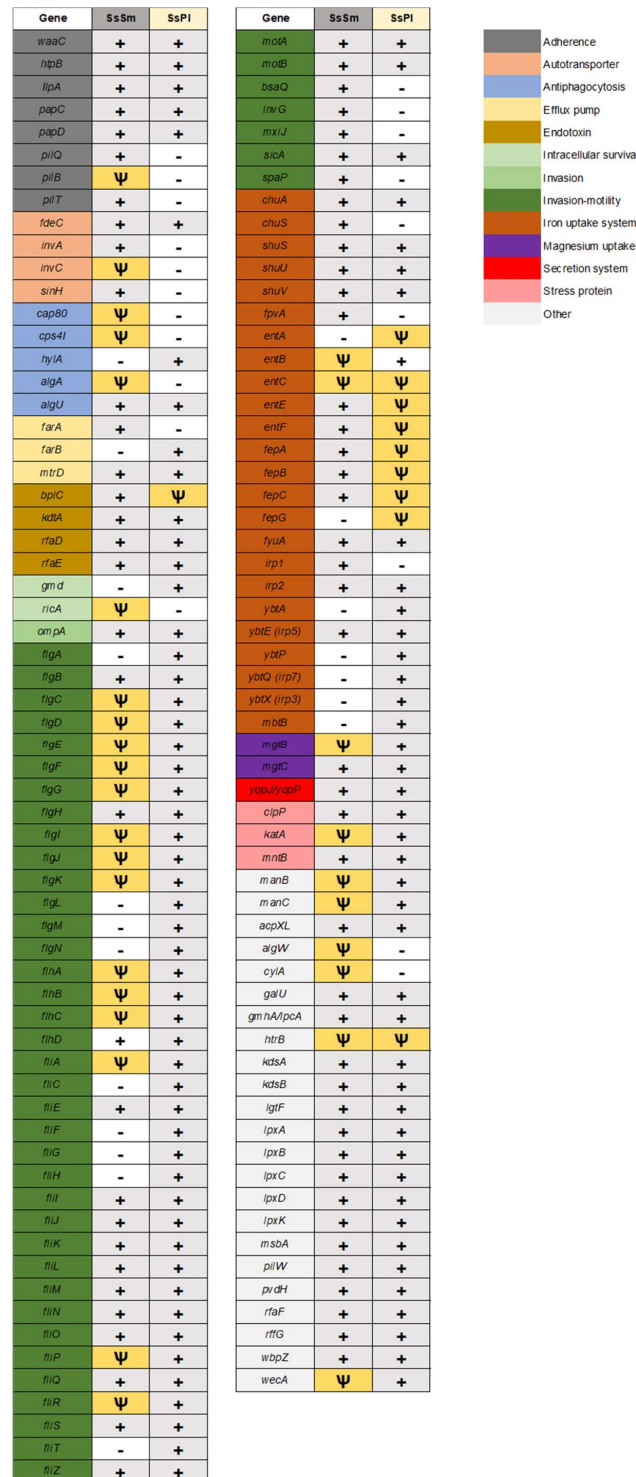 Gene SsSm SsPI
waaC + +
htpB + +
IlpA + +
papC + +
papD + +
pilQ + -
pilB Ψ -
pilT + -
fdeC + +
invA + -
invC Ψ -
sinH + -
cap80 Ψ -
cps4I Ψ -
hylA - +
algA Ψ -
algU + +
farA + -
farB - +
mtrD + +
bplC + Ψ
kdtA + +
rfaD + +
rfaE + +
gmd - +
ricA Ψ -
ompA + +
flgA - +
flgB + +
flgC Ψ +
flgD Ψ +
flgE Ψ +
flgF Ψ +
flgG Ψ +
flgH + +
flgI Ψ +
flgJ Ψ +
flgK Ψ +
flgL - +
flgM - +
flgN - +
flhA Ψ +
flhB Ψ +
flhC Ψ +
flhD + +
fliA Ψ +
fliC - +
fliE + +
fliF - +
fliG - +
fliH - +
fliI + +
fliJ + +
fliK + +
fliL + +
fliM + +
fliN + +
fliO + +
fliP Ψ +
fliQ + +
fliR Ψ +
fliS + +
fliT - +
fliZ + +
Gene SsSm SsPI
motA + +
motB + +
bsaQ + -
invG + -
mxiJ + -
sicA + +
spaP + -
chuA + +
chuS + -
shuS + +
shuU + +
shuV + +
fpvA + -
entA - Ψ
entB Ψ +
entC Ψ Ψ
entE + Ψ
entF + Ψ
fepA + Ψ
fepB + Ψ
fepC + Ψ
fepG - Ψ
fyuA + +
irp1 + -
irp2 + +
ybtA - +
ybtE (irp5) + +
ybtP - +
ybtQ (irp7) - +
ybtX (irp3) - +
mbtB - +
mgtB Ψ +
mgtC + +
yopJ/yopP + +
clpP + +
katA Ψ +
mntB + +
manB Ψ +
manC Ψ +
acpXL + +
algW Ψ -
cylA Ψ -
galU + +
gmhA/lpcA + +
htrB Ψ Ψ
kdsA + +
kdsB + +
lgtF + +
lpxA + +
lpxB + +
lpxC + +
lpxD + +
lpxK + +
msbA + +
pilW + +
pvdH + +
rfaF + +
rffG + +
wbpZ + +
wecA Ψ +
Adherence
Autotransporter
Antiphagocytosis
Efflux pump
Endotoxin
Intracellular surviva
Invasion
Invasion-motility
Iron uptake system
Magnesium uptake
Secretion system
Stress protein
Other